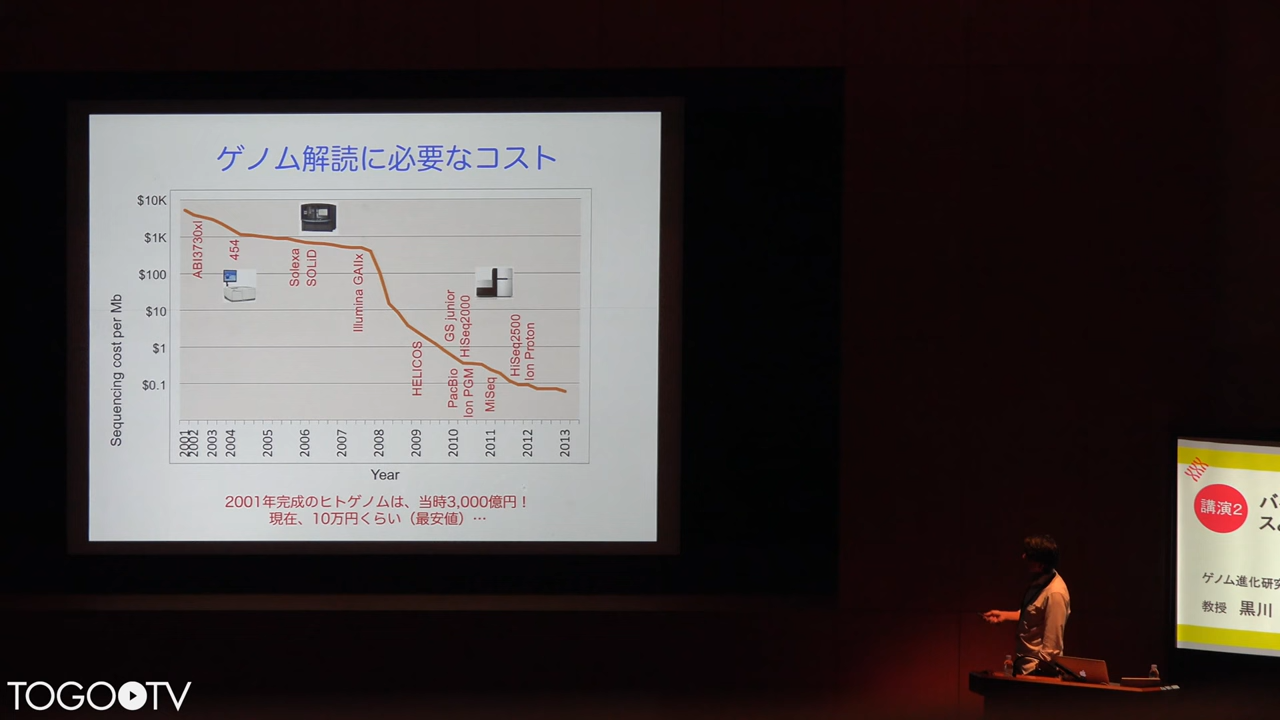 ゲノム解読に必要なコスト
$10K
$1K
$100
$10
$1
$0.1
Sequencing cost per Mb
ABI3730xl
454
Solexa
SOLiD
Illumina GAIIx
HELICOS
GS junior
HiSeq2000
PacBio
Ion PGM
MiSeq
HiSeq2500
Ion Proton
2001
2002
2003
2004
2005
2006
2007
2008
2009
2010
2011
2012
2013
Year
2001年完成のヒトゲノムは、当時3,000億円！
現在、10万円くらい（最安値）…
講演2
バ
ス
ゲノム進化研究
教授 黒川
TOGOTV